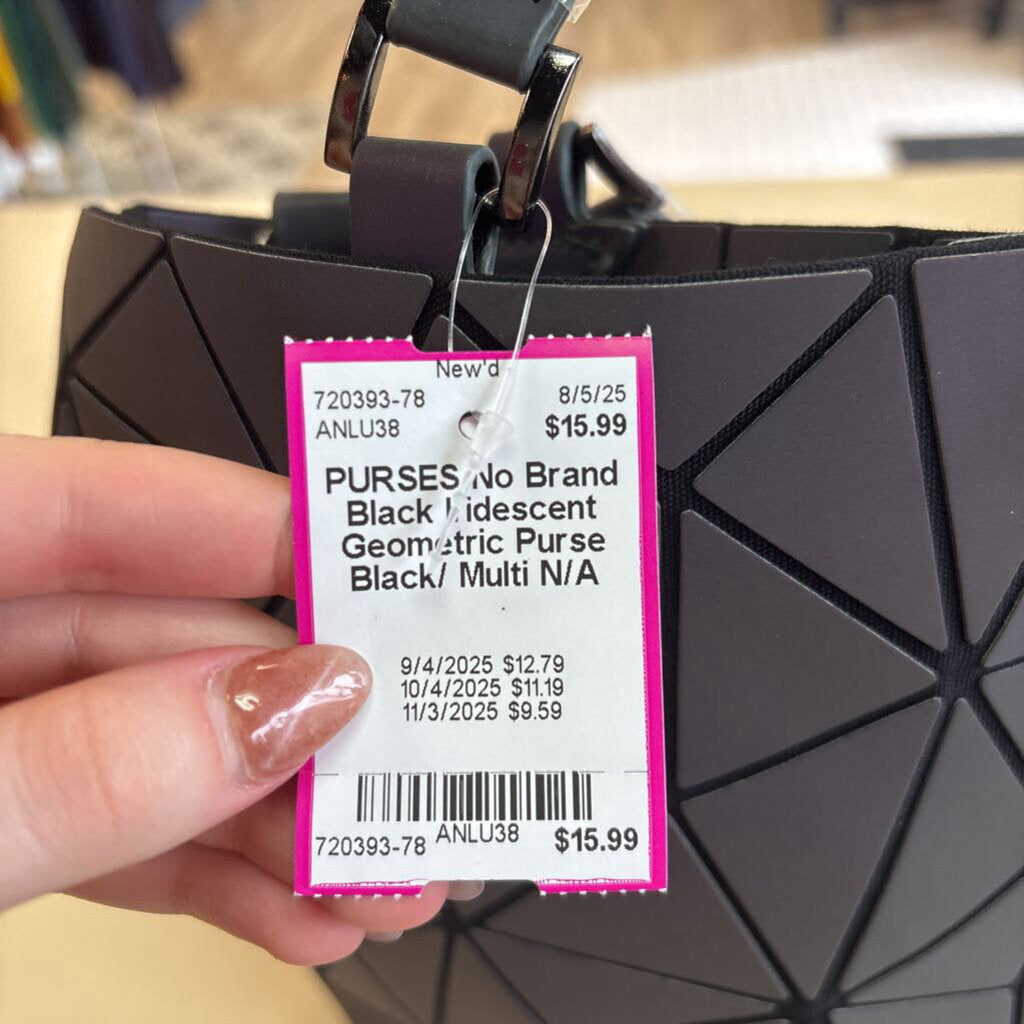 New'd
720393-78 8/5/25
ANLU38 $15.99
PURSES No Brand
Black Iridescent
Geometric Purse
Black/ Multi N/A
9/4/2025 $12.79
10/4/2025 $11.19
11/3/2025 $9.59
720393-78 ANLU38 $15.99